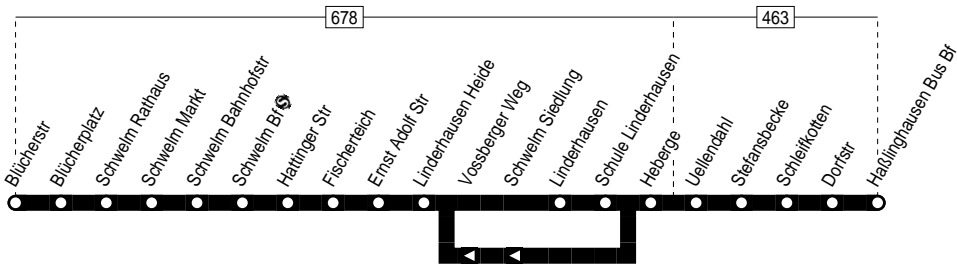 678
463
Blücherstr
Blücherplatz
Schwelm Rathaus
Schwelm Markt
Schwelm Bahnhofstr
Schwelm Bf S
Hattinger Str
Fischerteich
Ernst Adolf Str
Linderhausen Heide
Vossberger Weg
Schwelm Siedlung
Linderhausen
Schule Linderhausen
Heberge
Uellendahl
Stefansbecke
Schleifkotten
Dorfstr
Haßlinghausen Bus Bf